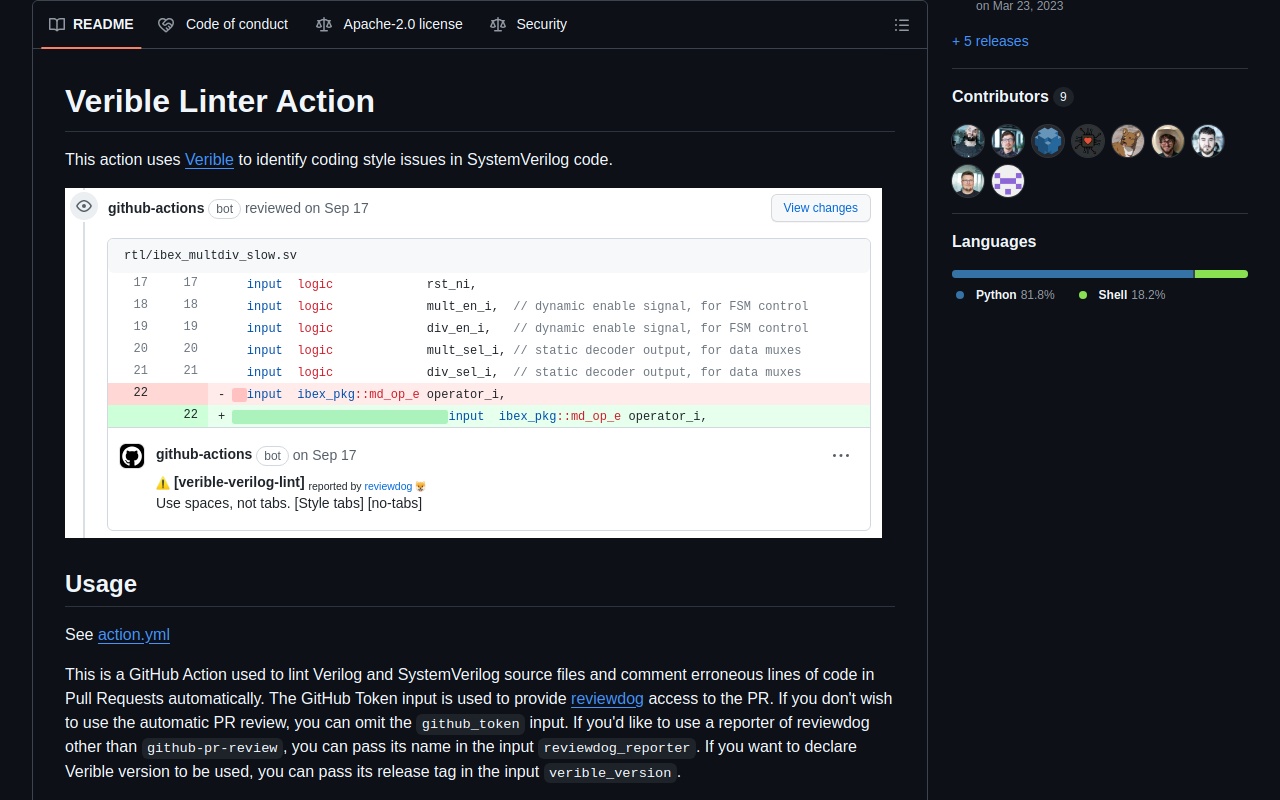 README
Code of conduct
Apache-2.0 license
Security
Verible Linter Action
This action uses Verible to identify coding style issues in SystemVerilog code.
github-actions bot reviewed on Sep 17
View changes
rtl/ibex_multdiv_slow.sv
17 17 input logic rst_ni,
18 18 input logic mult_en_i, // dynamic enable signal, for FSM control
19 19 input logic div_en_i, // dynamic enable signal, for FSM control
20 20 input logic mult_sel_i, // static decoder output, for data muxes
21 21 input logic div_sel_i, // static decoder output, for data muxes
22 - input ibex_pkg::md_op_e operator_i,
22 + input ibex_pkg::md_op_e operator_i,
github-actions bot on Sep 17
⚠️ [verible-verilog-lint] reported by reviewdog 🐶
Use spaces, not tabs. [Style tabs] [no-tabs]
Usage
See action.yml
This is a GitHub Action used to lint Verilog and SystemVerilog source files and comment erroneous lines of code in
Pull Requests automatically. The GitHub Token input is used to provide reviewdog access to the PR. If you don't wish
to use the automatic PR review, you can omit the github_token input. If you'd like to use a reporter of reviewdog
other than github-pr-review, you can pass its name in the input reviewdog_reporter. If you want to declare
Verible version to be used, you can pass its release tag in the input verible_version.
on Mar 23, 2023
+ 5 releases
Contributors 9
Languages
Python 81.8%
Shell 18.2%